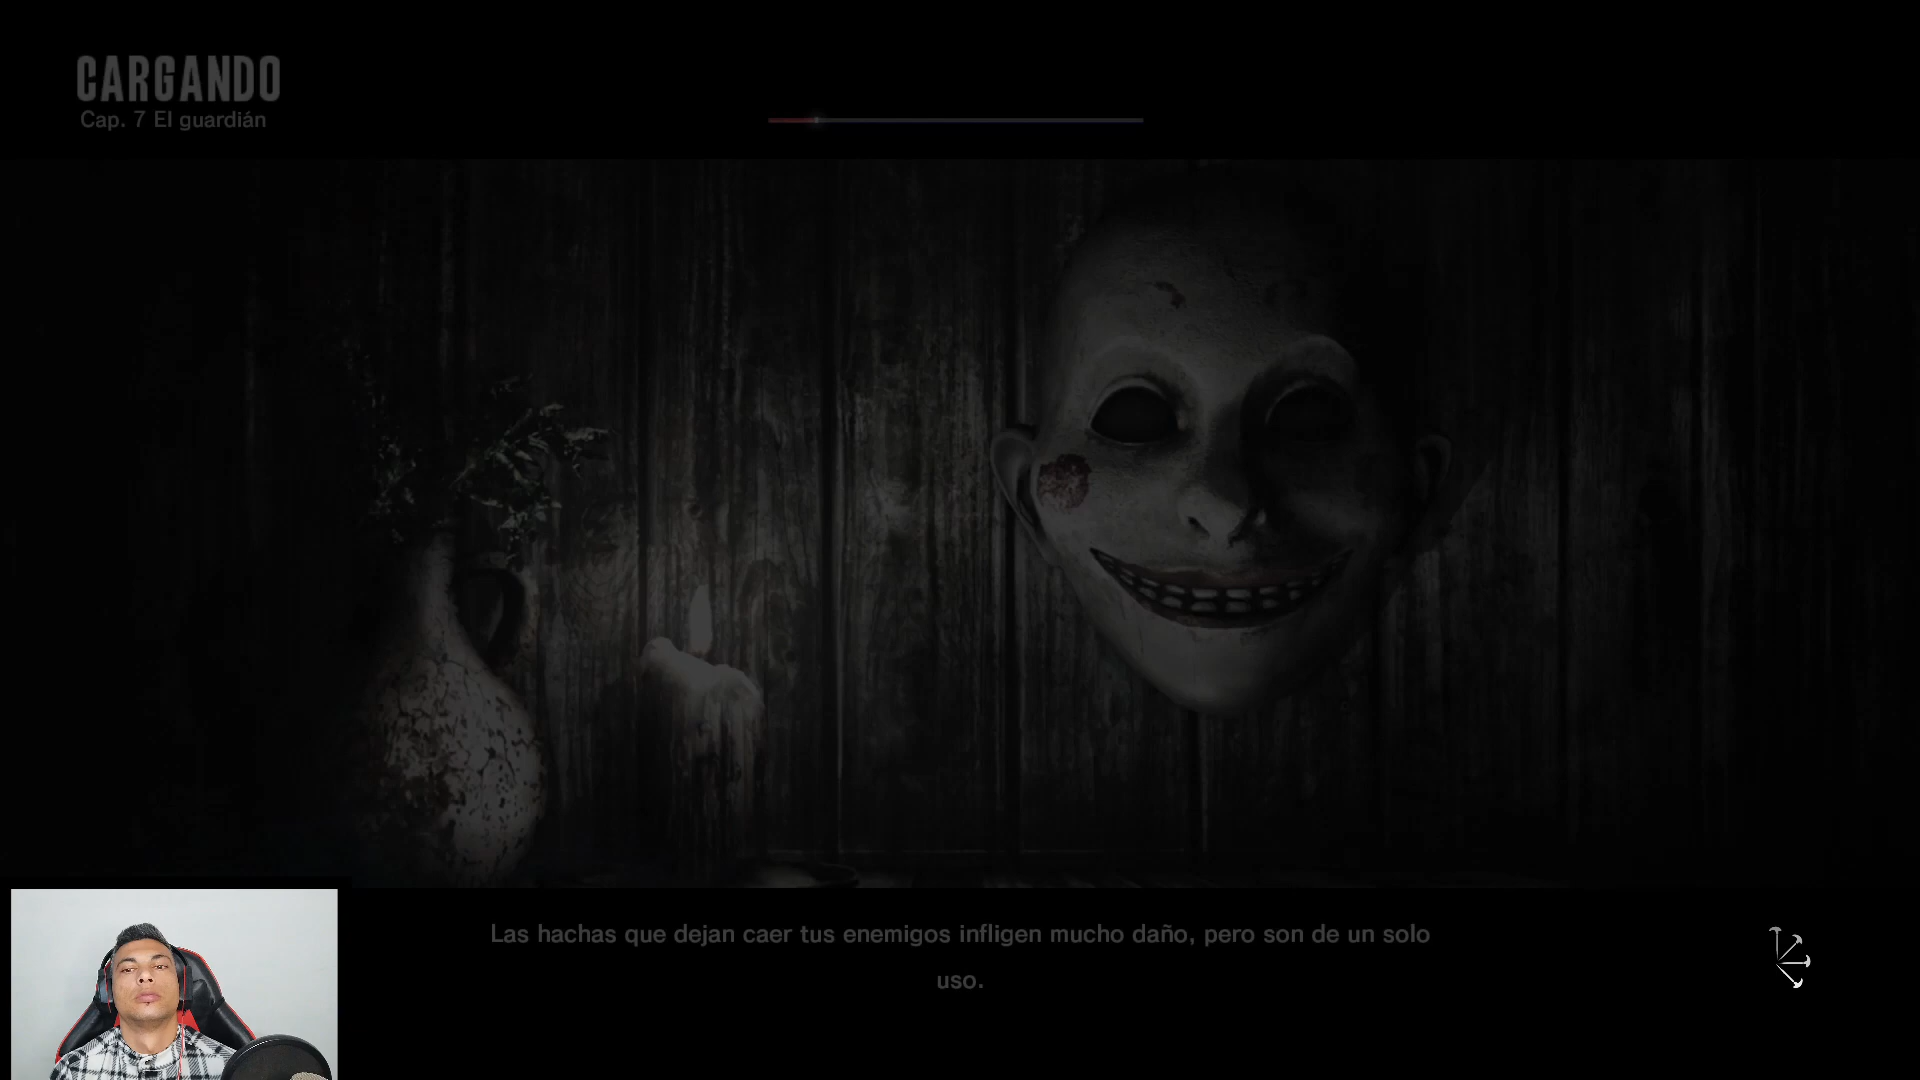 CARGANDO
Cap. 7 El guardián
Las hachas que dejan caer tus enemigos infligen mucho daño, pero son de un solo
uso.